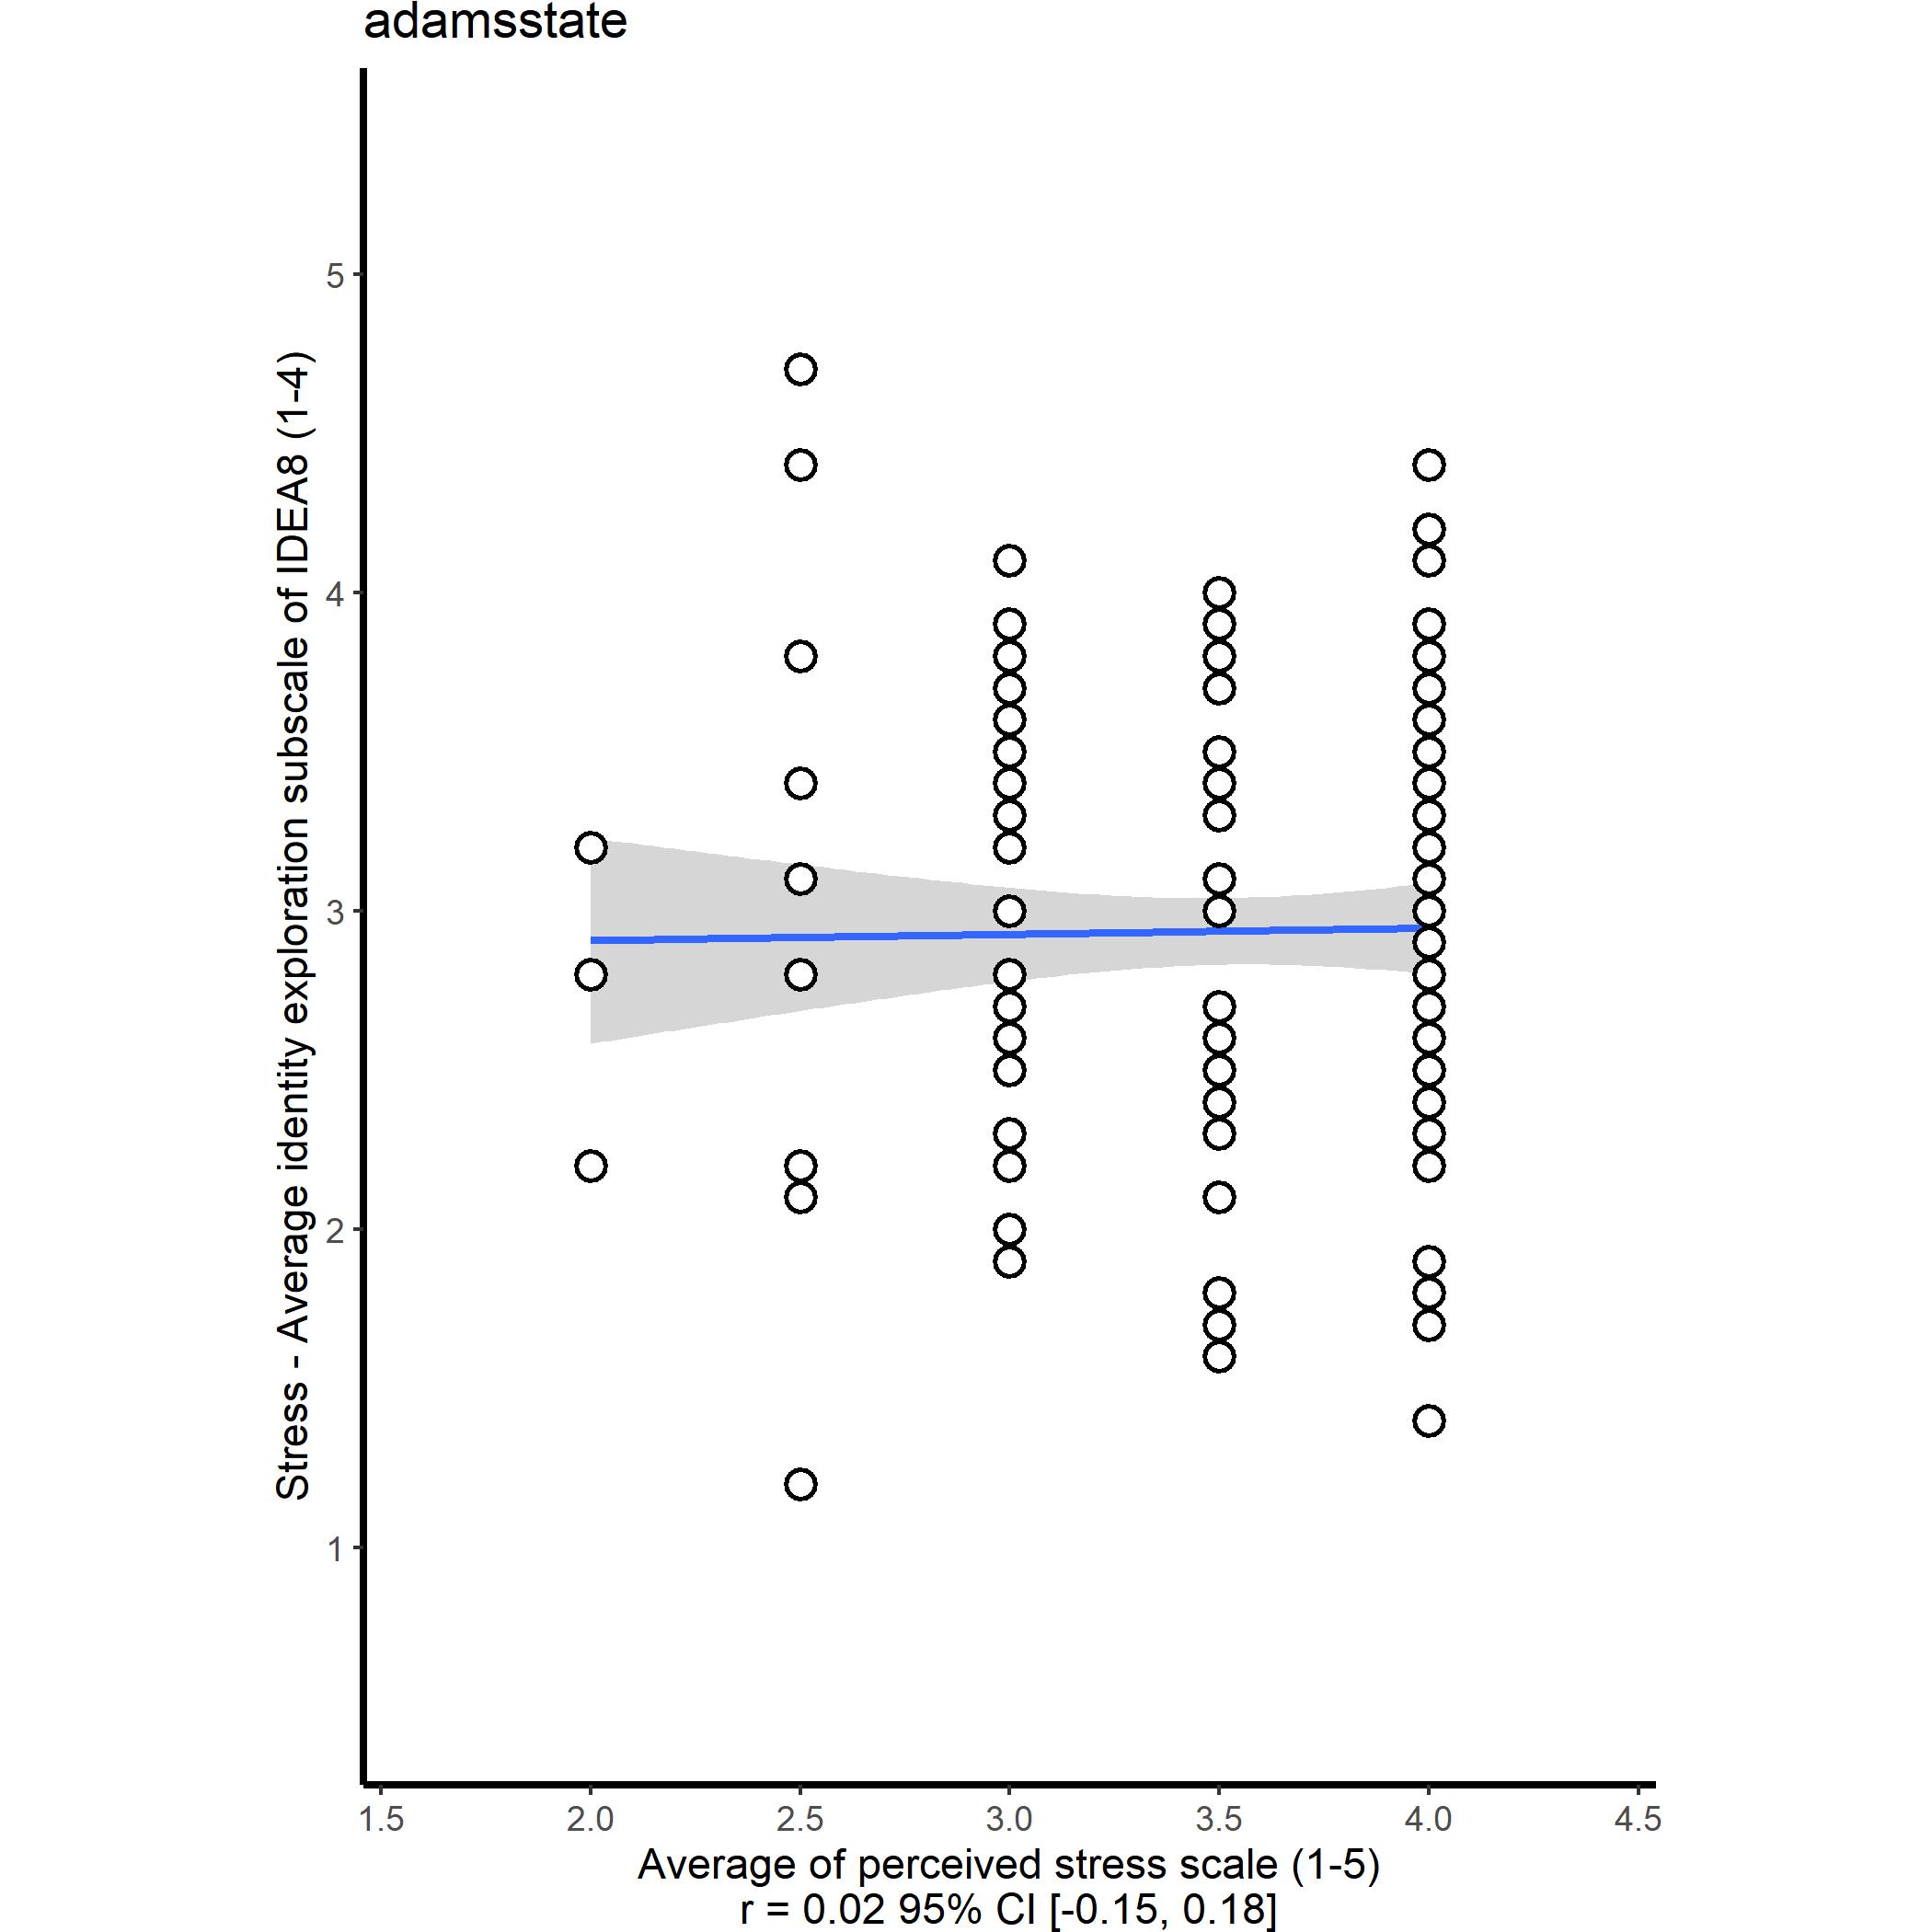 adamsstate
Stress - Average identity exploration subscale of IDEA8 (1-4)
5
4
3
2
1
1.5 2.0 2.5 3.0 3.5 4.0 4.5
Average of perceived stress scale (1-5)
r = 0.02 95% CI [-0.15, 0.18]